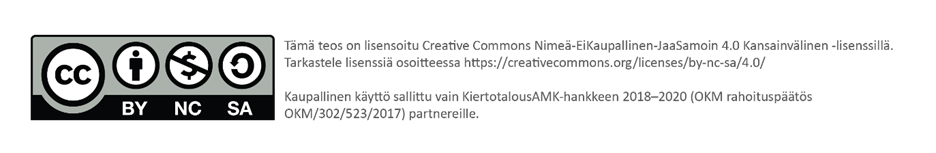 cc
BY NC SA
Tämä teos on lisensoitu Creative Commons Nimeä-EiKaupallinen-JaaSamoin 4.0 Kansainvälinen -lisenssillä.
Tarkastele lisenssiä osoitteessa https://creativecommons.org/licenses/by-nc-sa/4.0/
Kaupallinen käyttö sallittu vain KiertotalousAMK-hankkeen 2018–2020 (OKM rahoituspäätös
OKM/302/523/2017) partnereille.